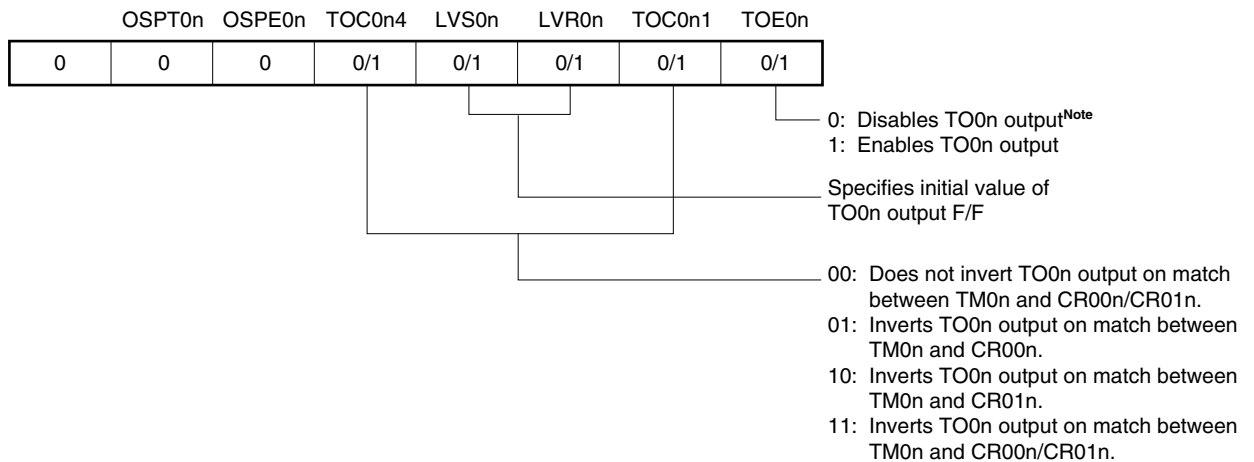 OSPT0n OSPE0n TOC0n4 LVS0n LVR0n TOC0n1 TOE0n
0 0 0 0/1 0/1 0/1 0/1 0/1
0: Disables TO0n output Note
1: Enables TO0n output
Specifies initial value of
TO0n output F/F
00: Does not invert TO0n output on match
between TM0n and CR00n/CR01n.
01: Inverts TO0n output on match between
TM0n and CR00n.
10: Inverts TO0n output on match between
TM0n and CR01n.
11: Inverts TO0n output on match between
TM0n and CR00n/CR01n.